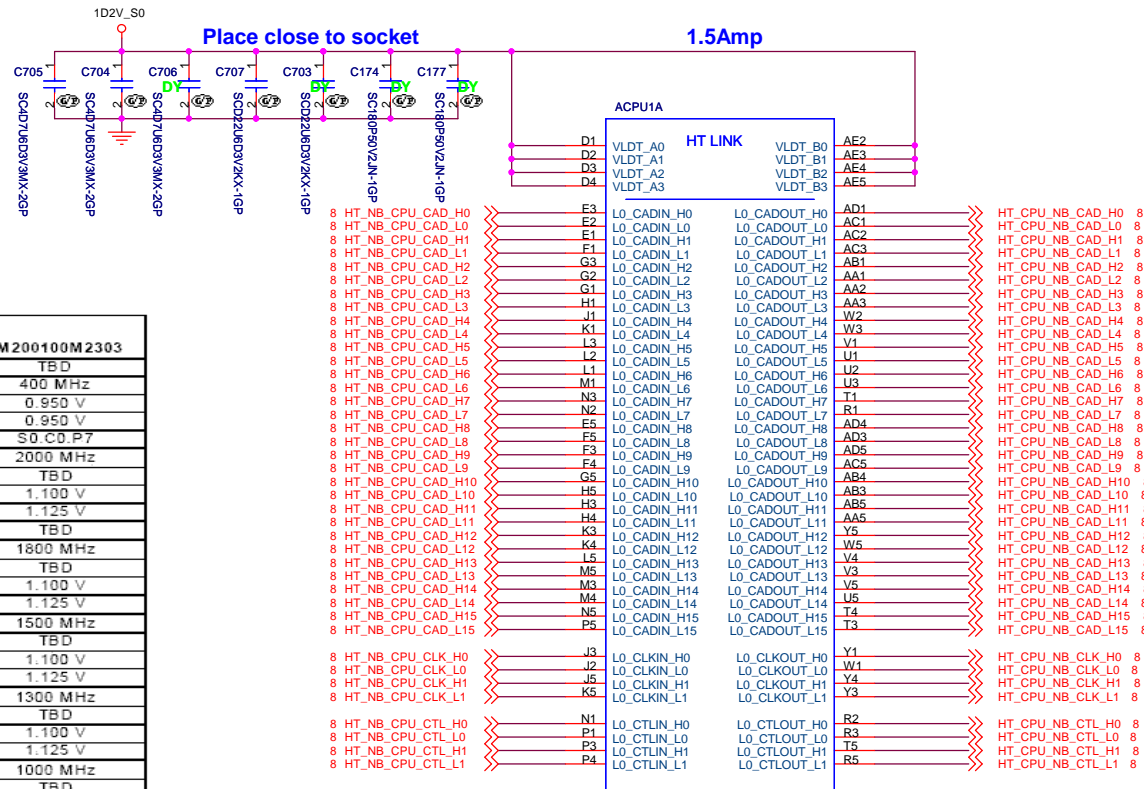 1D2V_S0
Place close to socket
1.5Amp
C705
C704
C706
C707
C703
C174
C177
1
1
1
1
1
1
1
DY
DY
DY
DY
2
2
2
2
2
2
2
SC4D7U6D3V3MX-2GP
SC4D7U6D3V3MX-2GP
SC4D7U6D3V3MX-2GP
SCD22U6D3V2KX-1GP
SCD22U6D3V2KX-1GP
SC180P50V2JN-1GP
SC180P50V2JN-1GP
ACPU1A
HT LINK
D1 VLDT_A0 VLDT_B0 AE2
D2 VLDT_A1 VLDT_B1 AE3
D3 VLDT_A2 VLDT_B2 AE4
D4 VLDT_A3 VLDT_B3 AE5
8 HT_NB_CPU_CAD_H0 E3 L0_CADIN_H0 L0_CADOUT_H0 AD1 HT_CPU_NB_CAD_H0 8
8 HT_NB_CPU_CAD_L0 E2 L0_CADIN_L0 L0_CADOUT_L0 AC1 HT_CPU_NB_CAD_L0 8
8 HT_NB_CPU_CAD_H1 E1 L0_CADIN_H1 L0_CADOUT_H1 AC2 HT_CPU_NB_CAD_H1 8
8 HT_NB_CPU_CAD_L1 F1 L0_CADIN_L1 L0_CADOUT_L1 AC3 HT_CPU_NB_CAD_L1 8
8 HT_NB_CPU_CAD_H2 G3 L0_CADIN_H2 L0_CADOUT_H2 AB1 HT_CPU_NB_CAD_H2 8
8 HT_NB_CPU_CAD_L2 G2 L0_CADIN_L2 L0_CADOUT_L2 AA1 HT_CPU_NB_CAD_L2 8
8 HT_NB_CPU_CAD_H3 G1 L0_CADIN_H3 L0_CADOUT_H3 AA2 HT_CPU_NB_CAD_H3 8
8 HT_NB_CPU_CAD_L3 H1 L0_CADIN_L3 L0_CADOUT_L3 AA3 HT_CPU_NB_CAD_L3 8
8 HT_NB_CPU_CAD_H4 J1 L0_CADIN_H4 L0_CADOUT_H4 W2 HT_CPU_NB_CAD_H4 8
8 HT_NB_CPU_CAD_L4 K1 L0_CADIN_L4 L0_CADOUT_L4 W3 HT_CPU_NB_CAD_L4 8
8 HT_NB_CPU_CAD_H5 L3 L0_CADIN_H5 L0_CADOUT_H5 V1 HT_CPU_NB_CAD_H5 8
8 HT_NB_CPU_CAD_L5 L2 L0_CADIN_L5 L0_CADOUT_L5 U1 HT_CPU_NB_CAD_L5 8
8 HT_NB_CPU_CAD_H6 L1 L0_CADIN_H6 L0_CADOUT_H6 U2 HT_CPU_NB_CAD_H6 8
8 HT_NB_CPU_CAD_L6 M1 L0_CADIN_L6 L0_CADOUT_L6 U3 HT_CPU_NB_CAD_L6 8
8 HT_NB_CPU_CAD_H7 N3 L0_CADIN_H7 L0_CADOUT_H7 T1 HT_CPU_NB_CAD_H7 8
8 HT_NB_CPU_CAD_L7 N2 L0_CADIN_L7 L0_CADOUT_L7 R1 HT_CPU_NB_CAD_L7 8
8 HT_NB_CPU_CAD_H8 E5 L0_CADIN_H8 L0_CADOUT_H8 AD4 HT_CPU_NB_CAD_H8 8
8 HT_NB_CPU_CAD_L8 F5 L0_CADIN_L8 L0_CADOUT_L8 AD3 HT_CPU_NB_CAD_L8 8
8 HT_NB_CPU_CAD_H9 F3 L0_CADIN_H9 L0_CADOUT_H9 AD5 HT_CPU_NB_CAD_H9 8
8 HT_NB_CPU_CAD_L9 F4 L0_CADIN_L9 L0_CADOUT_L9 AC5 HT_CPU_NB_CAD_L9 8
8 HT_NB_CPU_CAD_H10 G5 L0_CADIN_H10 L0_CADOUT_H10 AB4 HT_CPU_NB_CAD_H10
8 HT_NB_CPU_CAD_L10 H5 L0_CADIN_L10 L0_CADOUT_L10 AB3 HT_CPU_NB_CAD_L10 8
8 HT_NB_CPU_CAD_H11 H3 L0_CADIN_H11 L0_CADOUT_H11 AB5 HT_CPU_NB_CAD_H11
8 HT_NB_CPU_CAD_L11 H4 L0_CADIN_L11 L0_CADOUT_L11 AA5 HT_CPU_NB_CAD_L11 8
8 HT_NB_CPU_CAD_H12 K3 L0_CADIN_H12 L0_CADOUT_H12 Y5 HT_CPU_NB_CAD_H12
8 HT_NB_CPU_CAD_L12 K4 L0_CADIN_L12 L0_CADOUT_L12 W5 HT_CPU_NB_CAD_L12 8
8 HT_NB_CPU_CAD_H13 L5 L0_CADIN_H13 L0_CADOUT_H13 V4 HT_CPU_NB_CAD_H13
8 HT_NB_CPU_CAD_L13 M5 L0_CADIN_L13 L0_CADOUT_L13 V3 HT_CPU_NB_CAD_L13 8
8 HT_NB_CPU_CAD_H14 M3 L0_CADIN_H14 L0_CADOUT_H14 V5 HT_CPU_NB_CAD_H14
8 HT_NB_CPU_CAD_L14 M4 L0_CADIN_L14 L0_CADOUT_L14 U5 HT_CPU_NB_CAD_L14 8
8 HT_NB_CPU_CAD_H15 N5 L0_CADIN_H15 L0_CADOUT_H15 T4 HT_CPU_NB_CAD_H15
8 HT_NB_CPU_CAD_L15 P5 L0_CADIN_L15 L0_CADOUT_L15 T3 HT_CPU_NB_CAD_L15 8
8 HT_NB_CPU_CLK_H0 J3 L0_CLKIN_H0 L0_CLKOUT_H0 Y1 HT_CPU_NB_CLK_H0 8
8 HT_NB_CPU_CLK_L0 J2 L0_CLKIN_L0 L0_CLKOUT_L0 W1 HT_CPU_NB_CLK_L0 8
8 HT_NB_CPU_CLK_H1 J5 L0_CLKIN_H1 L0_CLKOUT_H1 Y4 HT_CPU_NB_CLK_H1 8
8 HT_NB_CPU_CLK_L1 K5 L0_CLKIN_L1 L0_CLKOUT_L1 Y3 HT_CPU_NB_CLK_L1 8
8 HT_NB_CPU_CTL_H0 N1 L0_CTLIN_H0 L0_CTLOUT_H0 R2 HT_CPU_NB_CTL_H0 8
8 HT_NB_CPU_CTL_L0 P1 L0_CTLIN_L0 L0_CTLOUT_L0 R3 HT_CPU_NB_CTL_L0 8
8 HT_NB_CPU_CTL_H1 P3 L0_CTLIN_H1 L0_CTLOUT_H1 T5 HT_CPU_NB_CTL_H1 8
8 HT_NB_CPU_CTL_L1 P4 L0_CTLIN_L1 L0_CTLOUT_L1 R5 HT_CPU_NB_CTL_L1 8
M200100M2303
TBD
400 MHz
0.950 V
0.950 V
S0.C0.P7
2000 MHz
TBD
1.100 V
1.125 V
TBD
1800 MHz
TBD
1.100 V
1.125 V
1500 MHz
TBD
1.100 V
1.125 V
1300 MHz
TBD
1.100 V
1.125 V
1000 MHz
TBD